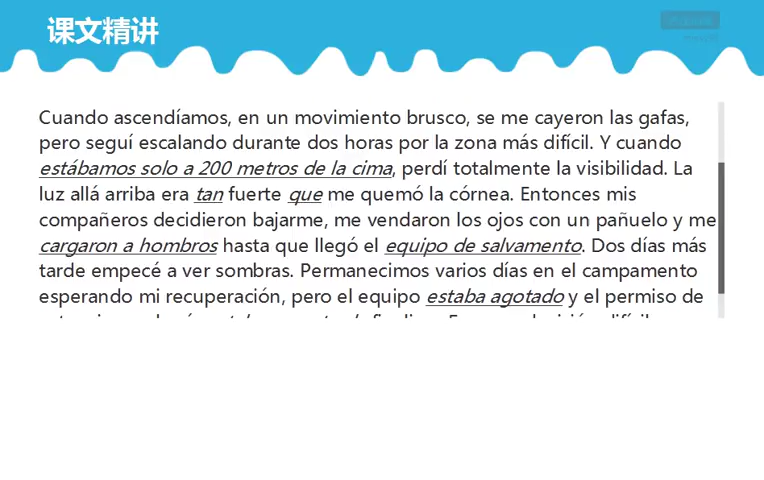 课文精讲
Cuando ascendíamos, en un movimiento brusco, se me cayeron las gafas,
pero seguí escalando durante dos horas por la zona más difícil. Y cuando
estábamos solo a 200 metros de la cima, perdí totalmente la visibilidad. La
luz allá arriba era tan fuerte que me quemó la córnea. Entonces mis
compañeros decidieron bajarme, me vendaron los ojos con un pañuelo y me
cargaron a hombros hasta que llegó el equipo de salvamento. Dos días más
tarde empecé a ver sombras. Permanecimos varios días en el campamento
esperando mi recuperación, pero el equipo estaba agotado y el permiso de